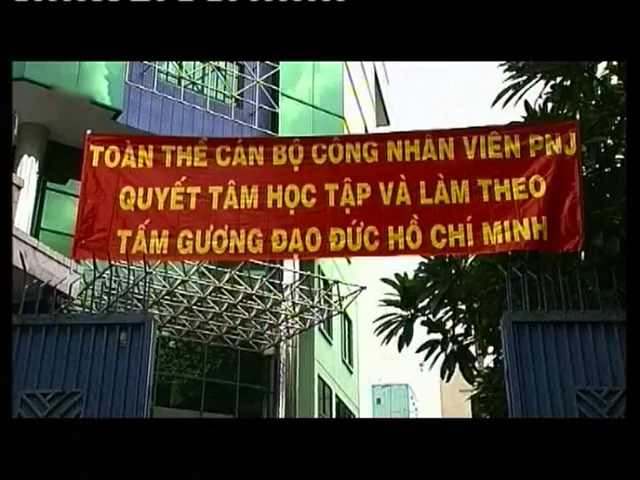 TOÀN THỂ CÁN BỘ CÔNG NHÂN VIÊN PNJ
QUYẾT TÂM HỌC TẬP VÀ LÀM THEO
TẤM GƯƠNG ĐẠO ĐỨC HỒ CHÍ MINH